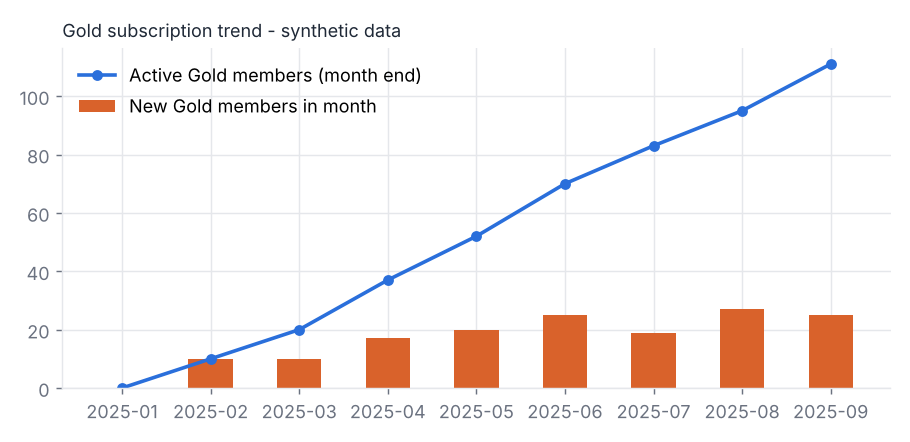 Gold subscription trend - synthetic data
Active Gold members (month end)
New Gold members in month
100
80
60
40
20
0
2025-01 2025-02 2025-03 2025-04 2025-05 2025-06 2025-07 2025-08 2025-09